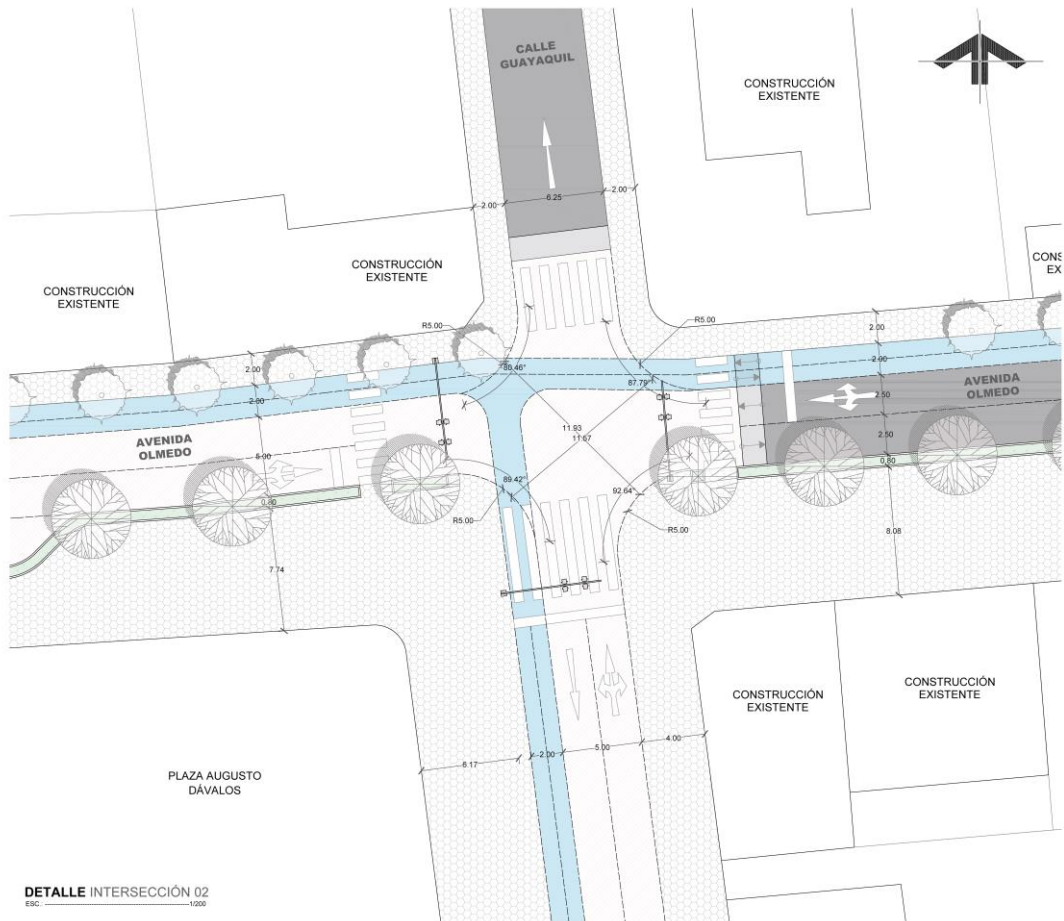 CALLE
GUAYAQUIL
CONSTRUCCIÓN
EXISTENTE
2.00
6.25
2.00
CONSTRUCCIÓN
EXISTENTE
CONSTRUCCIÓN
EXISTENTE
CONS
EX
R5.00
R5.00
2.00
2.00
2.00
2.00
80.46°
87.79°
AVENIDA
OLMEDO
2.50
2.50
0.80
AVENIDA
OLMEDO
5.00
0.80
11.93
11.67
89.42°
92.64°
R5.00
R5.00
7.74
8.08
CONSTRUCCIÓN
EXISTENTE
CONSTRUCCIÓN
EXISTENTE
6.17
2.00
5.00
4.00
PLAZA AUGUSTO
DÁVALOS
DETALLE INTERSECCIÓN 02
ESC. 1/200